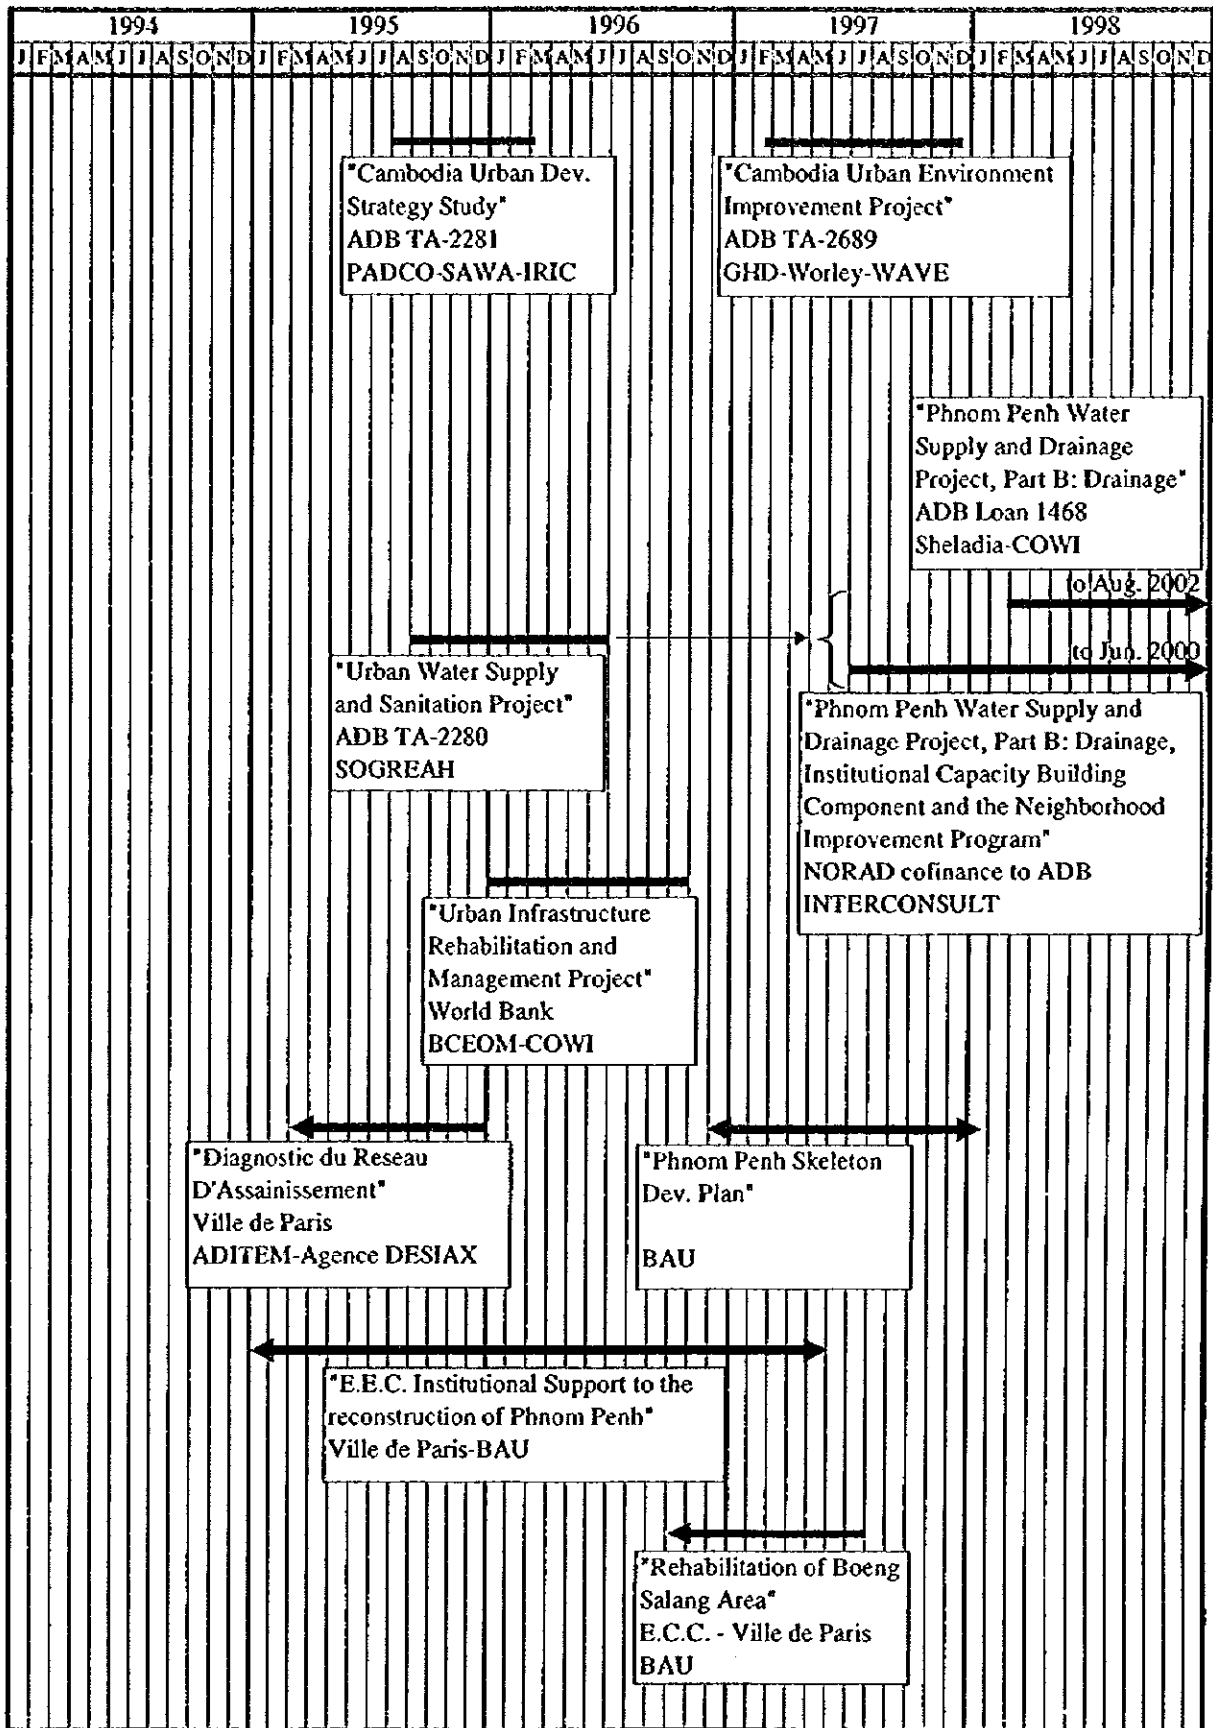 1994 1995 1996 1997 1998
J F M A M J J A S O N D J F M A M J J A S O N D J F M A M J J A S O N D J F M A M J J A S O N D J F M A M J J A S O N D
"Cambodia Urban Dev.
Strategy Study"
ADB TA-2281
PADCO-SAWA-IRIC
"Cambodia Urban Environment
Improvement Project"
ADB TA-2689
GHD-Worley-WAVE
"Phnom Penh Water
Supply and Drainage
Project, Part B: Drainage"
ADB Loan 1468
Sheladia-COWI
to Aug. 2002
to Jun. 2000
"Urban Water Supply
and Sanitation Project"
ADB TA-2280
SOGREAH
"Phnom Penh Water Supply and
Drainage Project, Part B: Drainage,
Institutional Capacity Building
Component and the Neighborhood
Improvement Program"
NORAD cofinance to ADB
INTERCONSULT
"Urban Infrastructure
Rehabilitation and
Management Project"
World Bank
BCEOM-COWI
"Diagnostic du Reseau
D'Assainissement"
Ville de Paris
ADITEM-Agence DESIAX
"Phnom Penh Skeleton
Dev. Plan"
BAU
"E.E.C. Institutional Support to the
reconstruction of Phnom Penh"
Ville de Paris-BAU
"Rehabilitation of Boeng
Salang Area"
E.C.C. - Ville de Paris
BAU